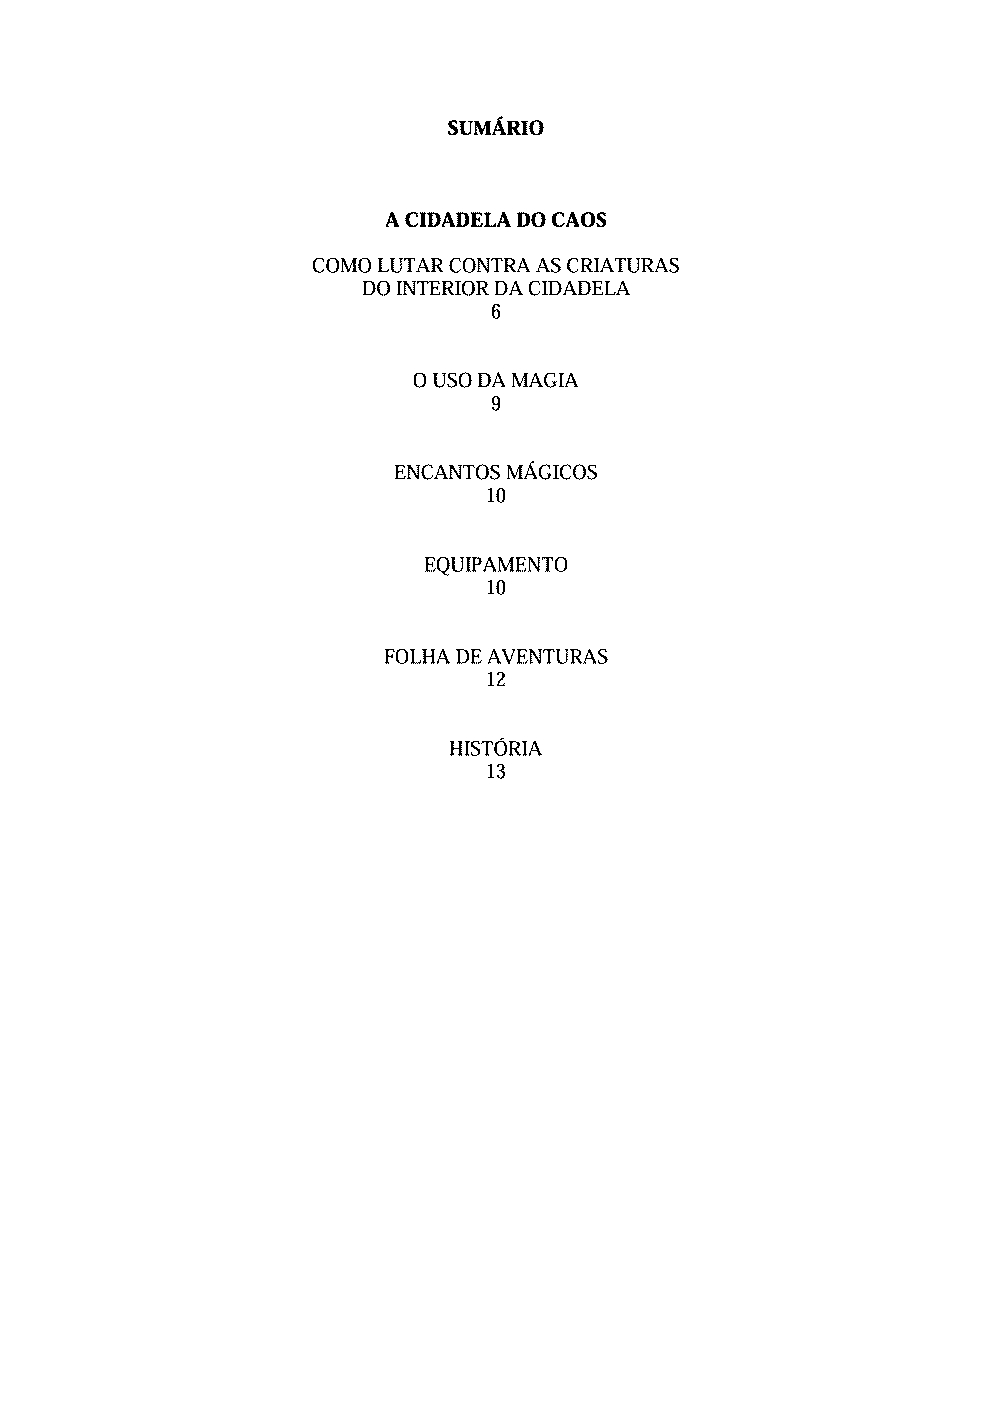 SUMÁRIO
A CIDADELA DO CAOS
COMO LUTAR CONTRA AS CRIATURAS
DO INTERIOR DA CIDADELA
6
O USO DA MAGIA
9
ENCANTOS MÁGICOS
10
EQUIPAMENTO
10
FOLHA DE AVENTURAS
12
HISTÓRIA
13